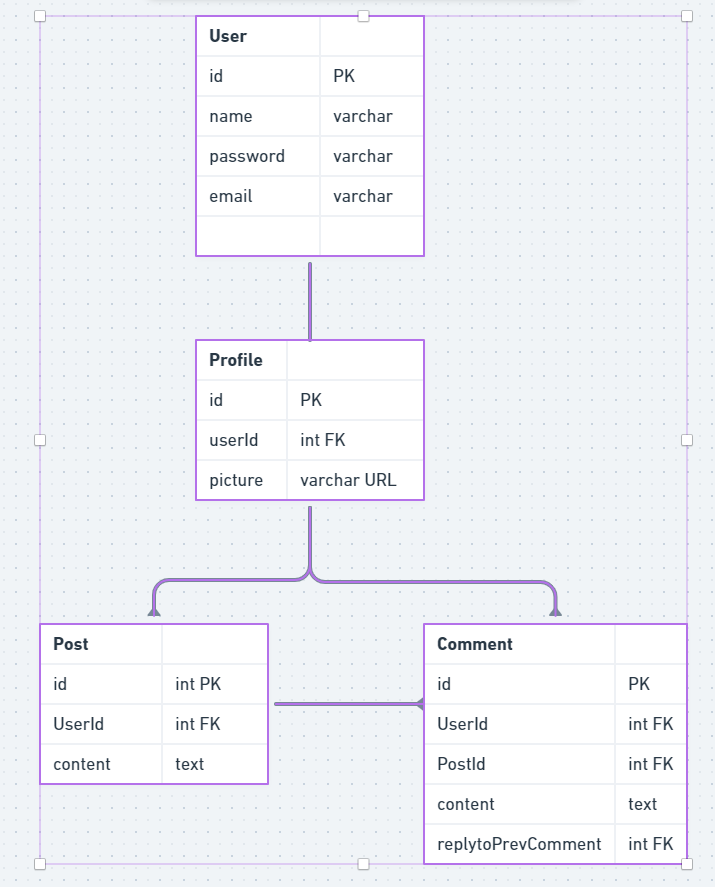 User
id PK
name varchar
password varchar
email varchar
Profile
id PK
userId int FK
picture varchar URL
Post
id int PK
UserId int FK
content text
Comment
id PK
UserId int FK
PostId int FK
content text
replytoPrevComment int FK